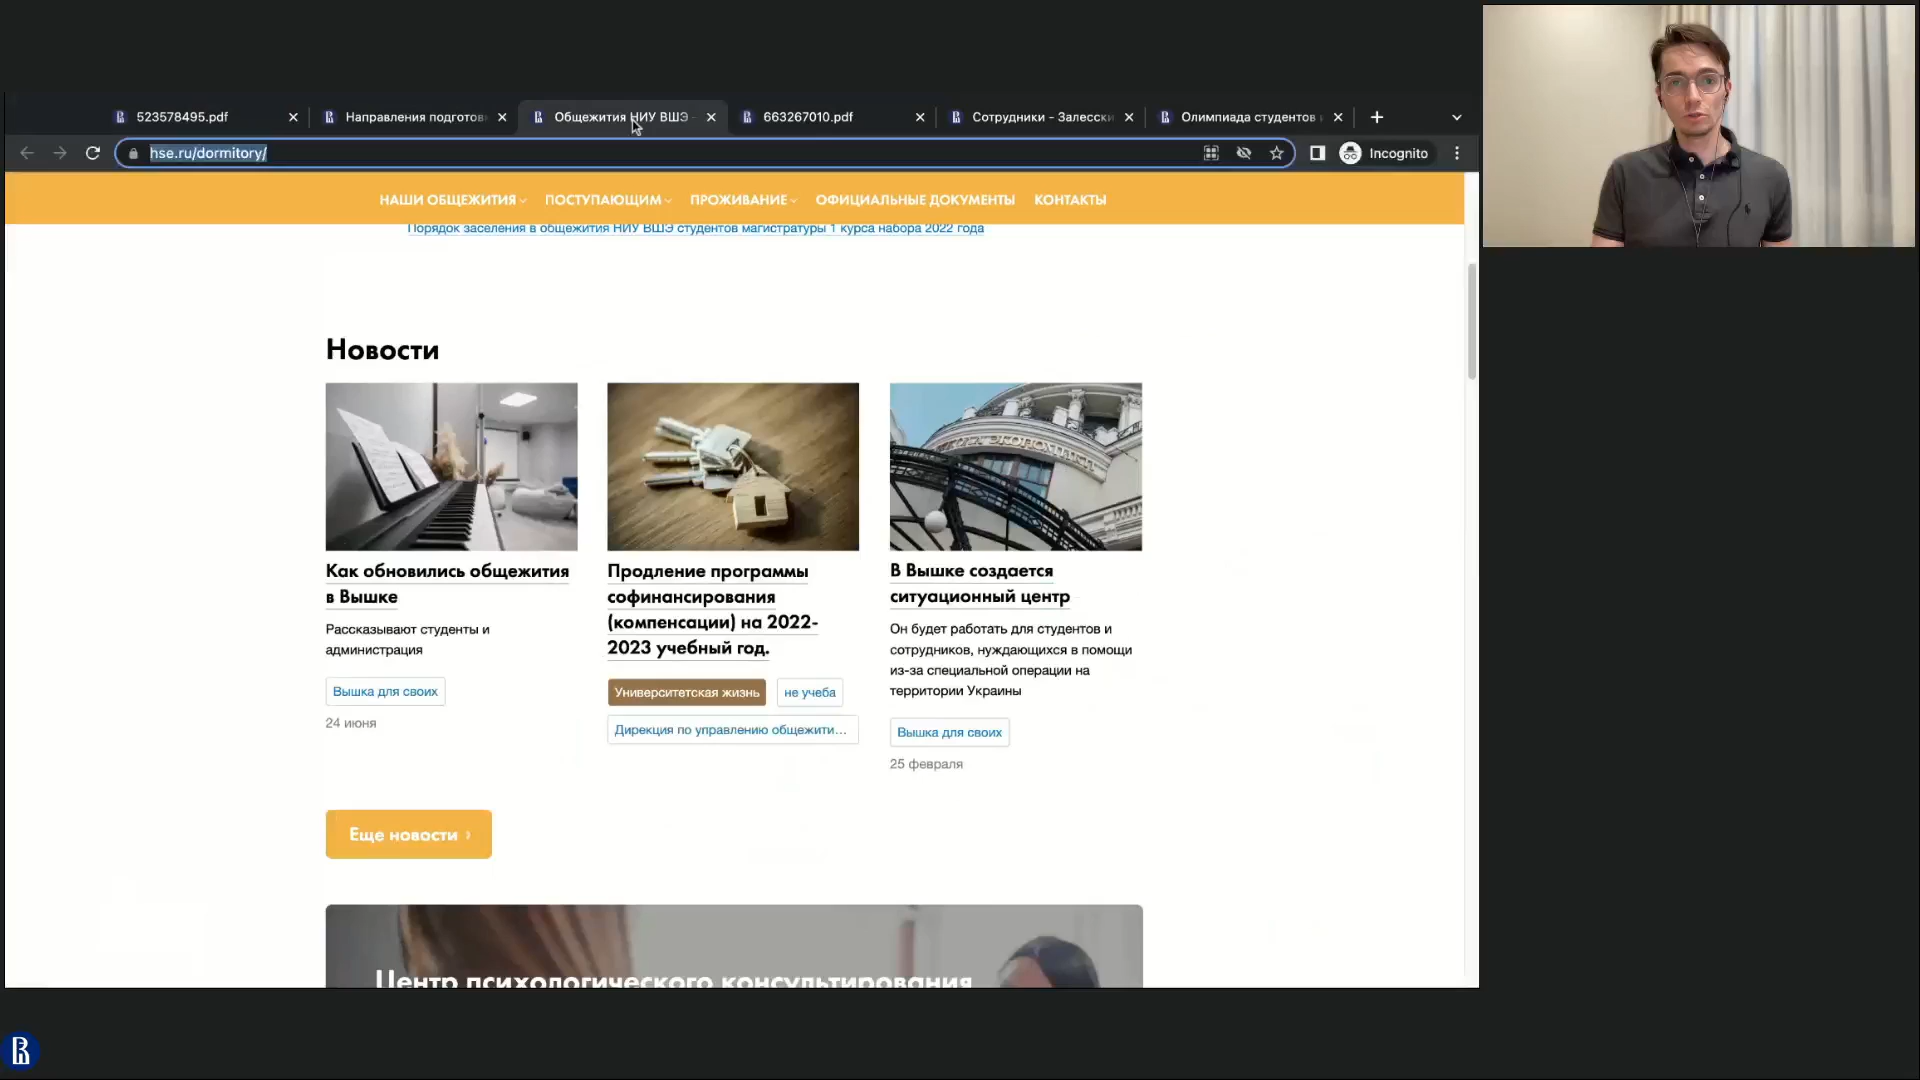 523578495.pdf
Направления подготов
Общежития НИУ ВШЭ -
663267010.pdf
Сотрудники – Залесски
Олимпиада студентов и
hse.ru/dormitory/
Incognito
НАШИ ОБЩЕЖИТИЯ
ПОСТУПАЮЩИМ
ПРОЖИВАНИЕ
ОФИЦИАЛЬНЫЕ ДОКУМЕНТЫ
КОНТАКТЫ
Порядок заселения в общежития НИУ ВШЭ студентов магистратуры 1 курса набора 2022 года
Новости
Как обновились общежития
в Вышке
Рассказывают студенты и
администрация
Вышка для своих
24 июня
Продление программы
софинансирования
(компенсации) на 2022-
2023 учебный год.
Университетская жизнь
не учеба
Дирекция по управлению общежити...
ЭКОНОМИКИ
В Вышке создается
ситуационный центр
Он будет работать для студентов и
сотрудников, нуждающихся в помощи
из-за специальной операции на
территории Украины
Вышка для своих
25 февраля
Еще новости
Центр психологического консультирования